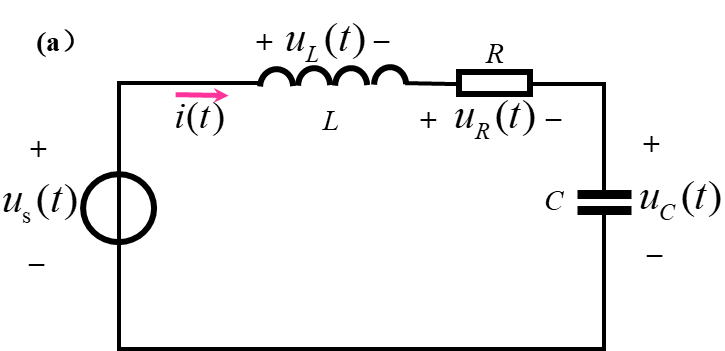 (a)
+ u_L(t) −
R
i(t)
L
+ u_R(t) −
+
u_s(t)
−
C
+
u_C(t)
−